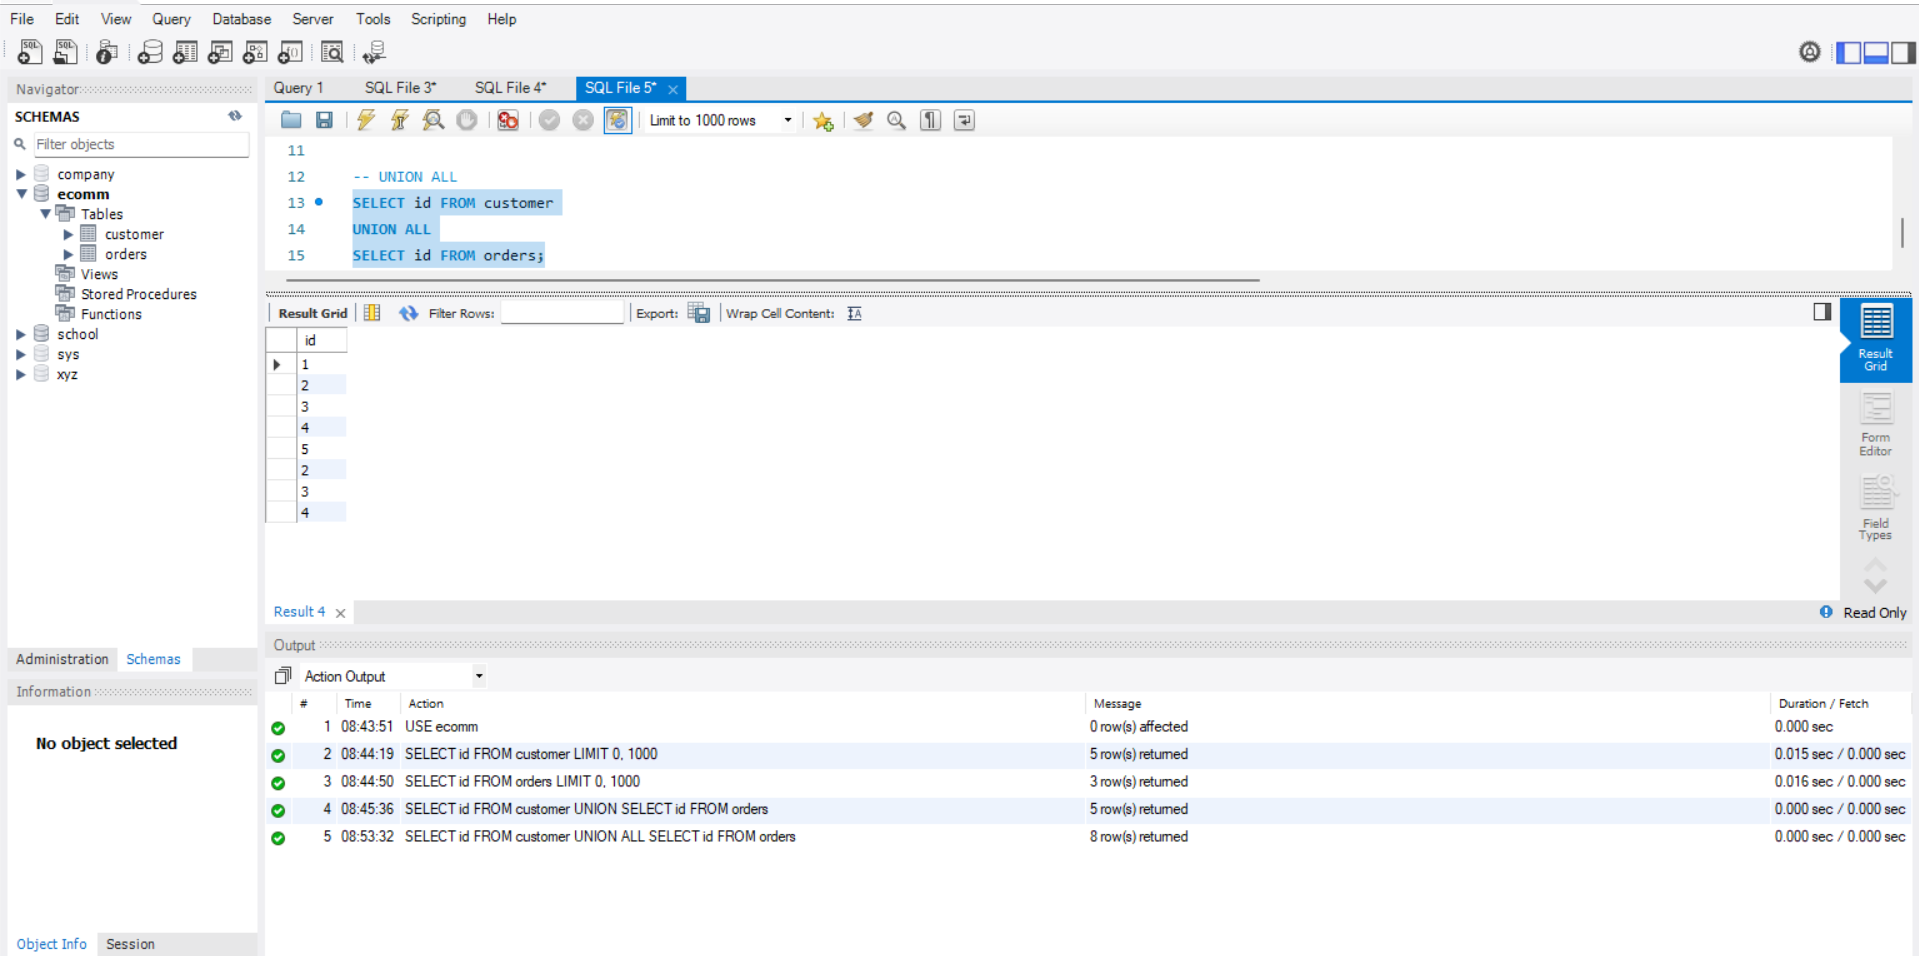 File Edit View Query Database Server Tools Scripting Help
Navigator
SCHEMAS
Filter objects
company
ecomm
Tables
customer
orders
Views
Stored Procedures
Functions
school
sys
xyz
Administration Schemas
Information
No object selected
Object Info Session
Query 1 SQL File 3* SQL File 4* SQL File 5*
Limit to 1000 rows
11
12 -- UNION ALL
13 SELECT id FROM customer
14 UNION ALL
15 SELECT id FROM orders;
Result Grid Filter Rows: Export: Wrap Cell Content:
id
1
2
3
4
5
2
3
4
Result Grid
Form Editor
Field Types
Result 4
Read Only
Output
Action Output
# Time Action Message Duration / Fetch
1 08:43:51 USE ecomm 0 row(s) affected 0.000 sec
2 08:44:19 SELECT id FROM customer LIMIT 0, 1000 5 row(s) returned 0.015 sec / 0.000 sec
3 08:44:50 SELECT id FROM orders LIMIT 0, 1000 3 row(s) returned 0.016 sec / 0.000 sec
4 08:45:36 SELECT id FROM customer UNION SELECT id FROM orders 5 row(s) returned 0.000 sec / 0.000 sec
5 08:53:32 SELECT id FROM customer UNION ALL SELECT id FROM orders 8 row(s) returned 0.000 sec / 0.000 sec